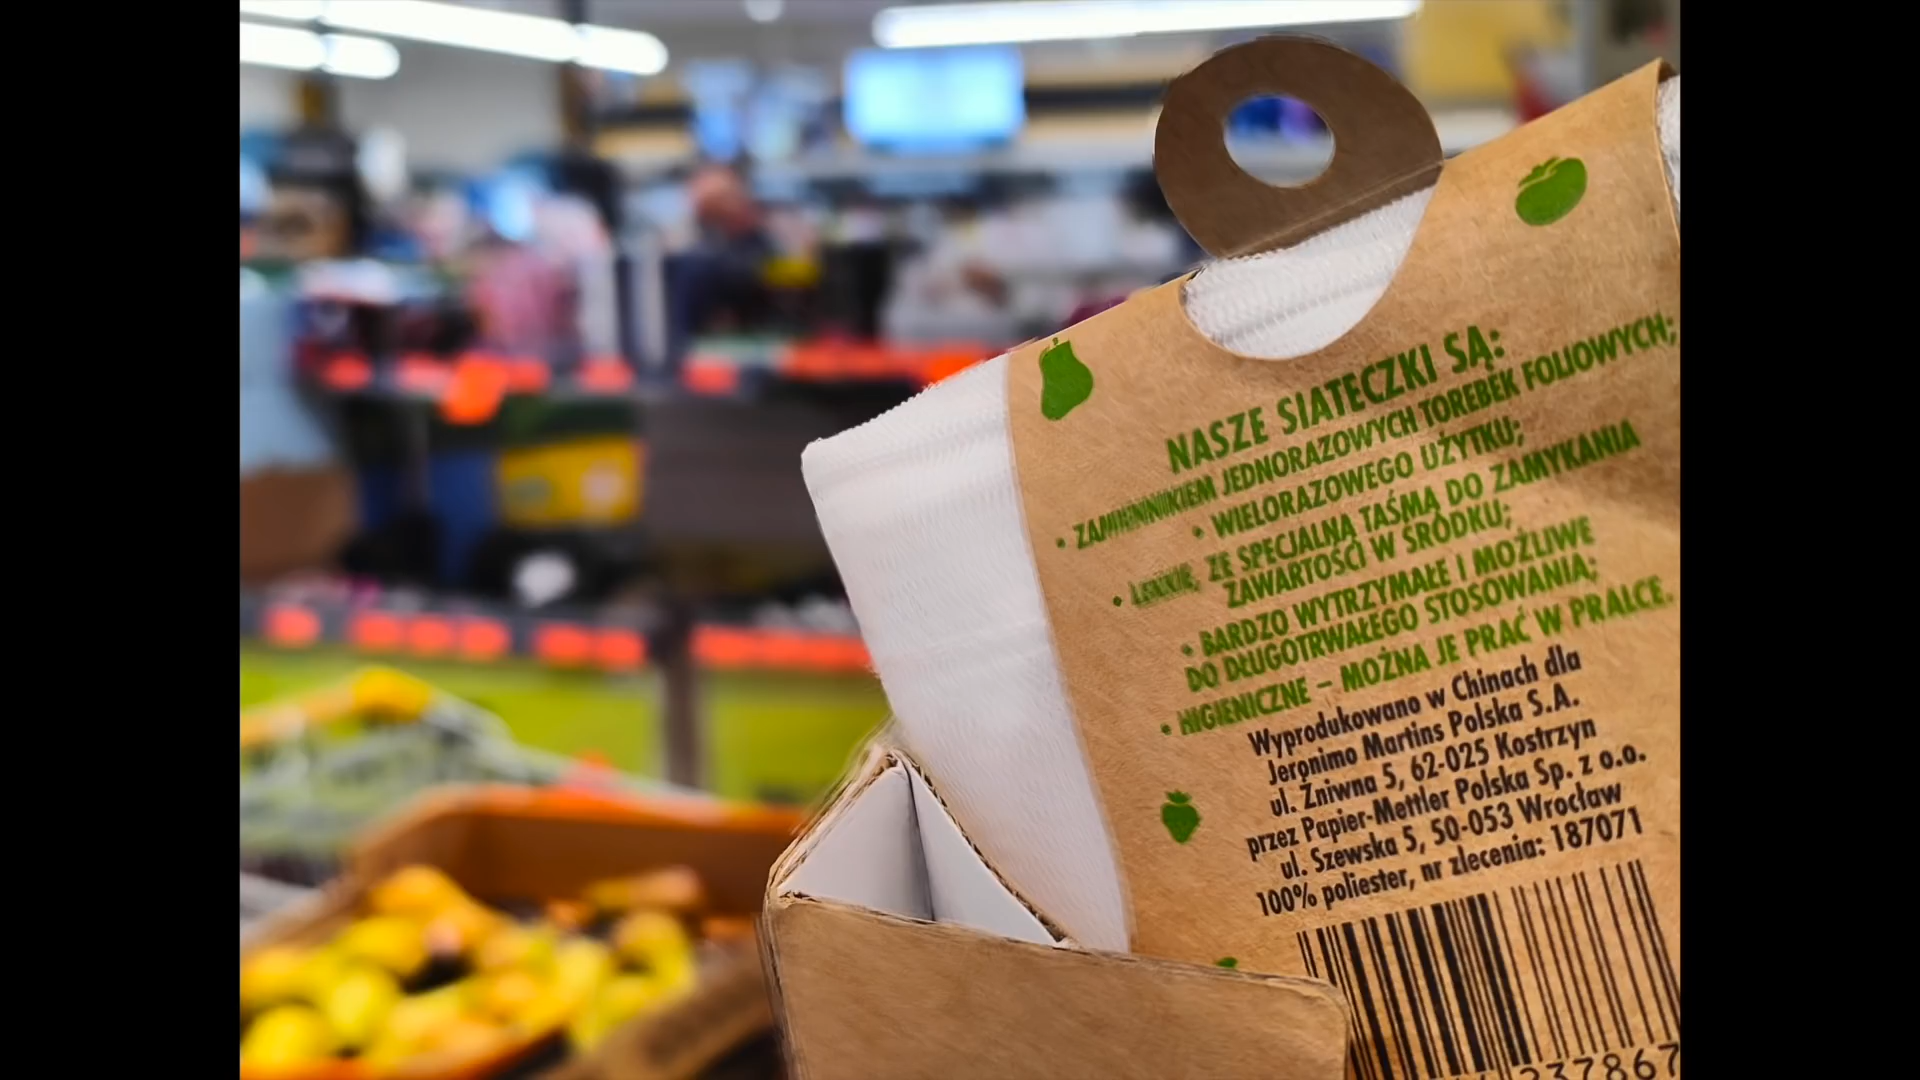 NASZE SIATECZKI SĄ:
• JEDNORAZOWYCH TOREBEK FOLIOWYCH;
• WIELORAZOWEGO UŻYTKU;
• ZE SPECJALNĄ TAŚMĄ DO ZAMYKANIA
ZAWARTOŚCI W ŚRODKU;
• BARDZO WYTRZYMAŁE I MOŻLIWE
DO DŁUGOTRWAŁEGO STOSOWANIA;
• HIGIENICZNE – MOŻNA JE PRAĆ W PRALCE.
Wyprodukowano w Chinach dla
Jeronimo Martins Polska S.A.
ul. Żniwna 5, 62-025 Kostrzyn
przez Papier-Mettler Polska Sp. z o.o.
ul. Szewska 5, 50-053 Wrocław
100% poliester, nr zlecenia: 187071
237867